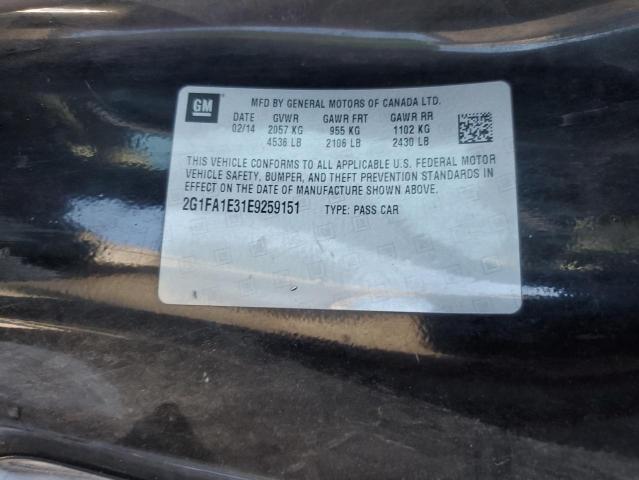 GM
MFD BY GENERAL MOTORS OF CANADA LTD.
DATE GVWR GAWR FRT GAWR RR
02/14 2057 KG 955 KG 1102 KG
4536 LB 2106 LB 2430 LB
THIS VEHICLE CONFORMS TO ALL APPLICABLE U.S. FEDERAL MOTOR
VEHICLE SAFETY, BUMPER, AND THEFT PREVENTION STANDARDS IN
EFFECT ON THE DATE OF MANUFACTURE SHOWN ABOVE.
2G1FA1E31E9259151 TYPE: PASS CAR